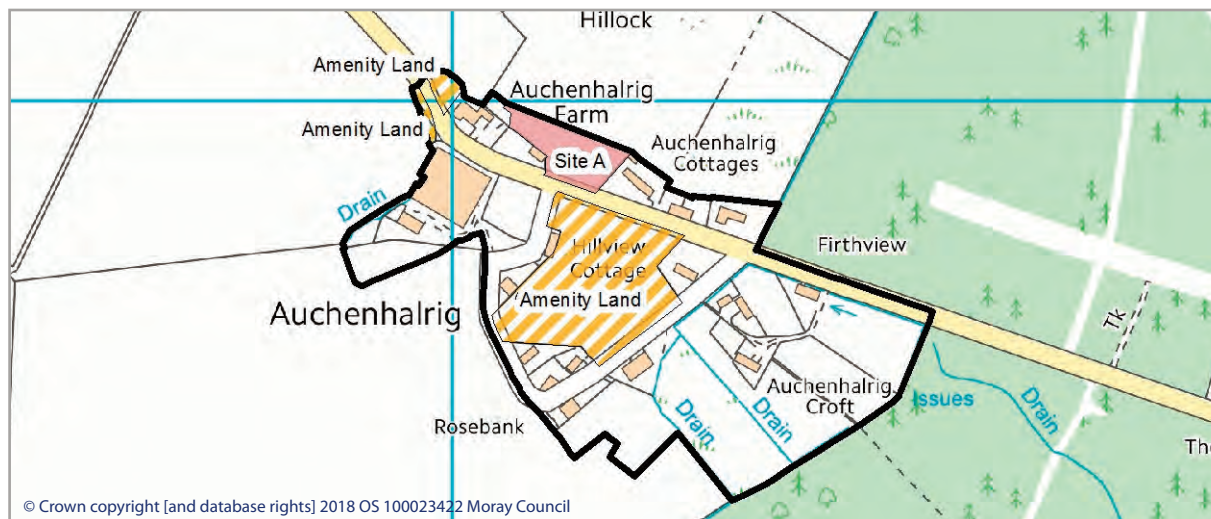 Hillock
Amenity Land
Auchenhalrig
Farm
Amenity Land
Site A
Auchenhalrig
Cottages
Drain
Firthview
Hillview
Cottage
Amenity Land
Auchenhalrig
Tk
Auchenhalrig
Croft
Issues
Drain
Drain
Drain
Rosebank
The
© Crown copyright [and database rights] 2018 OS 100023422 Moray Council